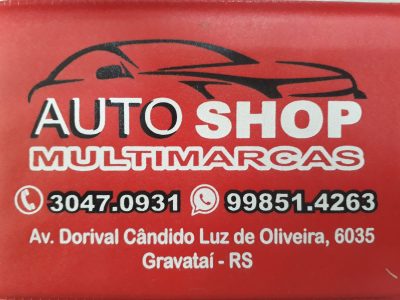 AUTO SHOP
MULTIMARCAS
3047.0931 99851.4263
Av. Dorival Cândido Luz de Oliveira, 6035
Gravataí - RS